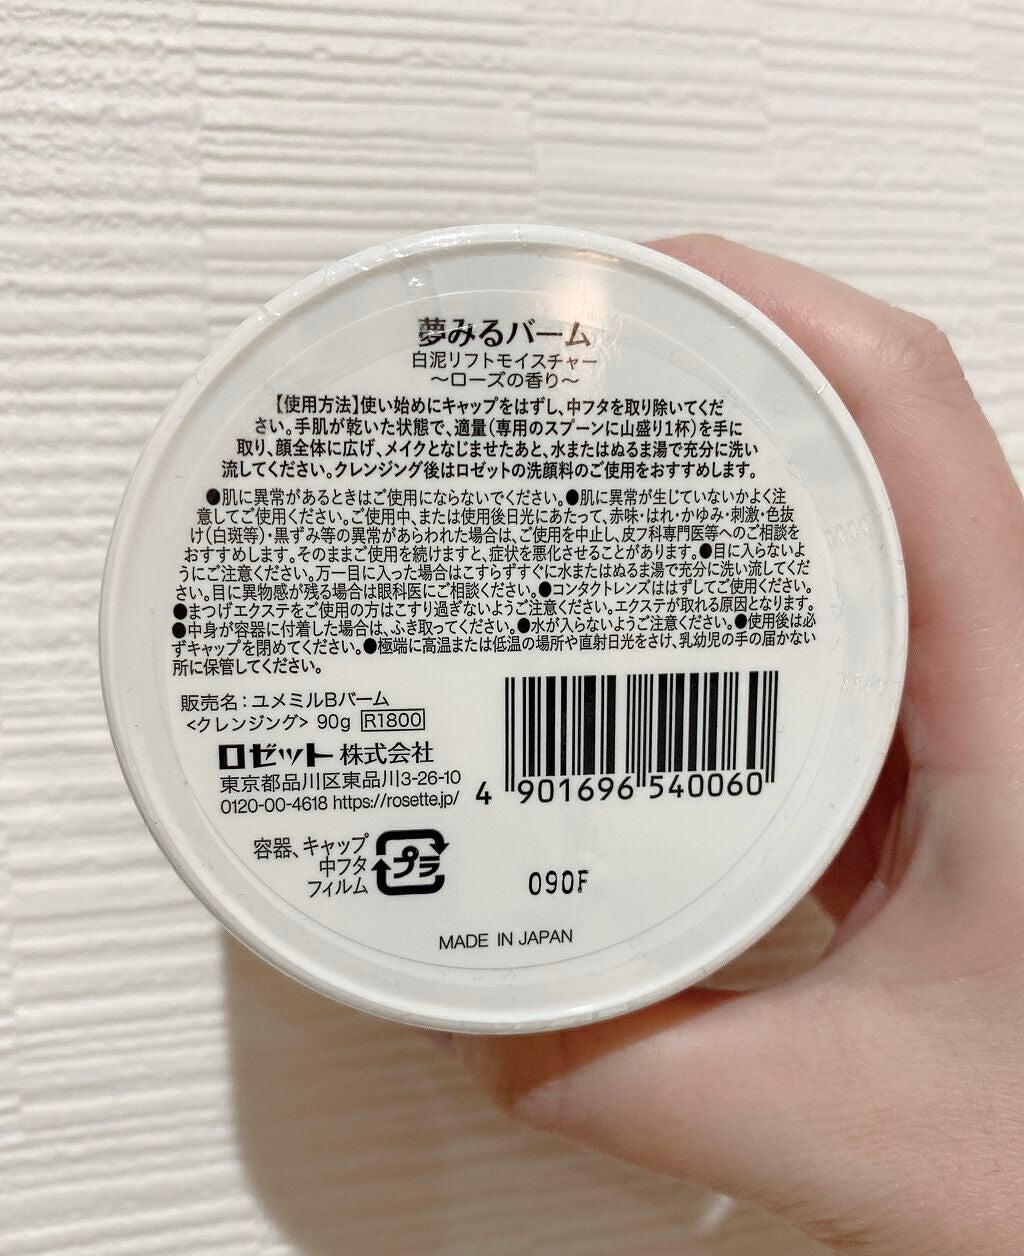 夢みるバーム
白泥リフトモイスチャー
～ローズの香り～
【使用方法】使い始めにキャップをはずし、中フタを取り除いてくだ
さい。手肌が乾いた状態で、適量(専用のスプーンに山盛り1杯)を手に
取り、顔全体に広げ、メイクとなじませたあと、水またはぬるま湯で充分に洗い
流してください。クレンジング後はロゼットの洗顔料のご使用をおすすめします。
●肌に異常があるときはご使用にならないでください。●肌に異常が生じていないかよく注
意してご使用ください。ご使用中、または使用後日光にあたって、赤味・はれ・かゆみ・刺激・色抜
け(白斑等)・黒ずみ等の異常があらわれた場合は、ご使用を中止し、皮フ科専門医等へのご相談を
おすすめします。そのままご使用を続けますと、症状を悪化させることがあります。●目に入らないよ
うにご注意ください。万一目に入った場合はこすらずすぐに水またはぬるま湯で充分に洗い流してくだ
さい。目に異物感が残る場合は眼科医にご相談ください。●コンタクトレンズははずしてご使用ください。
●まつげエクステをご使用の方はこすり過ぎないようご注意ください。エクステが取れる原因となります。
●中身が容器に付着した場合は、ふき取ってください。●水が入らないようご注意ください。●使用後は必
ずキャップを閉めてください。●極端に高温または低温の場所や直射日光をさけ、乳幼児の手の届かない
所に保管してください。
販売名：ユメミルBバーム
<クレンジング> 90g R1800
ロゼット 株式会社
東京都品川区東品川3-26-10
0120-00-4618 https://rosette.jp/
4 901696 540060
容器、キャップ
中フタ
フィルム
プラ
090F
MADE IN JAPAN